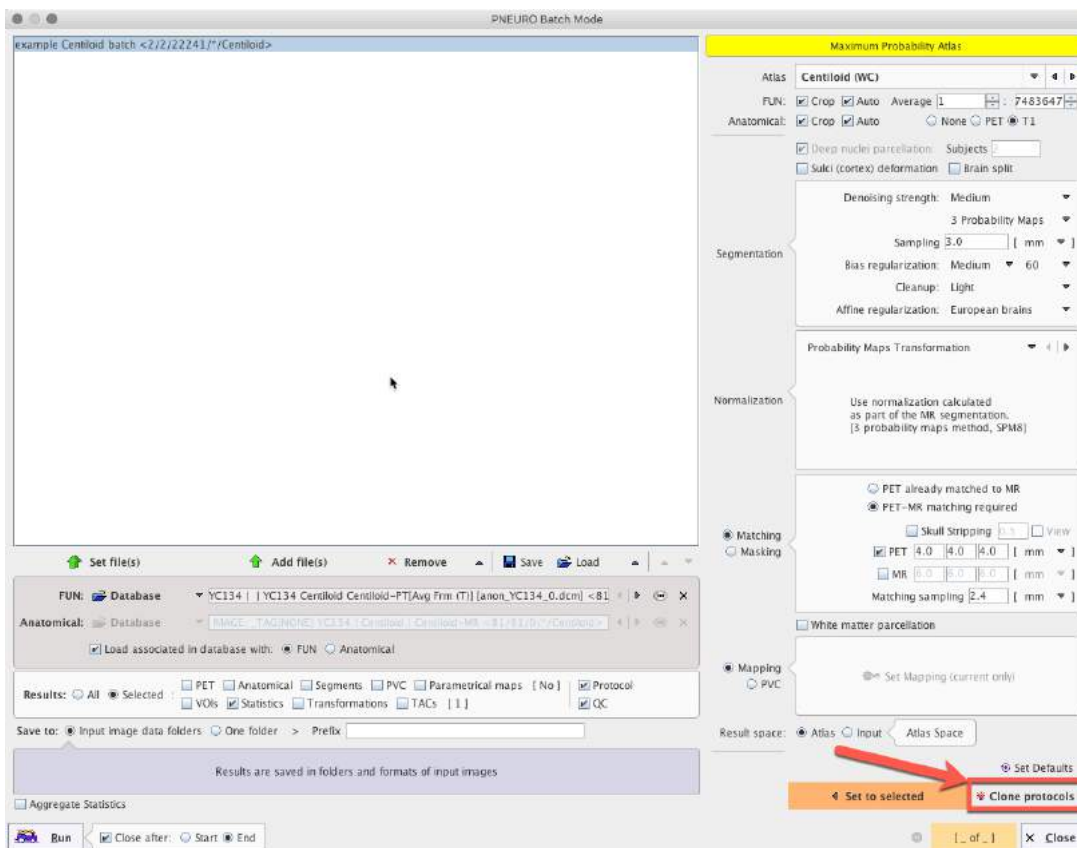 PNEURO Batch Mode
example Centiloid batch <2/2/22241/*/Centiloid>
Maximum Probability Atlas
Atlas Centiloid (WC)
FUN: Crop Auto Average 1 : 7483647
Anatomical: Crop Auto None PET T1
Deep nuclei parcellation: Subjects
Sulci (cortex) deformation Brain split
Segmentation
Denoising strength: Medium
3 Probability Maps
Sampling 3.0 [ mm ]
Bias regularization: Medium 60
Cleanup: Light
Affine regularization: European brains
Normalization
Probability Maps Transformation
Use normalization calculated
as part of the MR segmentation.
[3 probability maps method, SPM8]
Matching
Masking
PET already matched to MR
PET-MR matching required
Skull Stripping 0.5 View
PET 4.0 4.0 4.0 [ mm ]
MR 6.0 6.0 6.0 [ mm ]
Matching sampling 2.4 [ mm ]
White matter parcellation
Mapping
PVC
Set Mapping (current only)
Result space: Atlas Input Atlas Space
Set Defaults
Set to selected Clone protocols
Set file(s) Add file(s) Remove Save Load
FUN: Database YC134 | | YC134 Centiloid Centiloid-PT[Avg Frm (T)] [anon_YC134_0.dcm] <81
Anatomical: Database
Load associated in database with: FUN Anatomical
Results: All Selected :
PET Anatomical Segments PVC Parametrical maps [ No ] Protocol
VOIs Statistics Transformations TACs [ 1 ] QC
Save to: Input image data folders One folder > Prefix
Results are saved in folders and formats of input images
Aggregate Statistics
Run Close after: Start End [ _ of _ ] Close